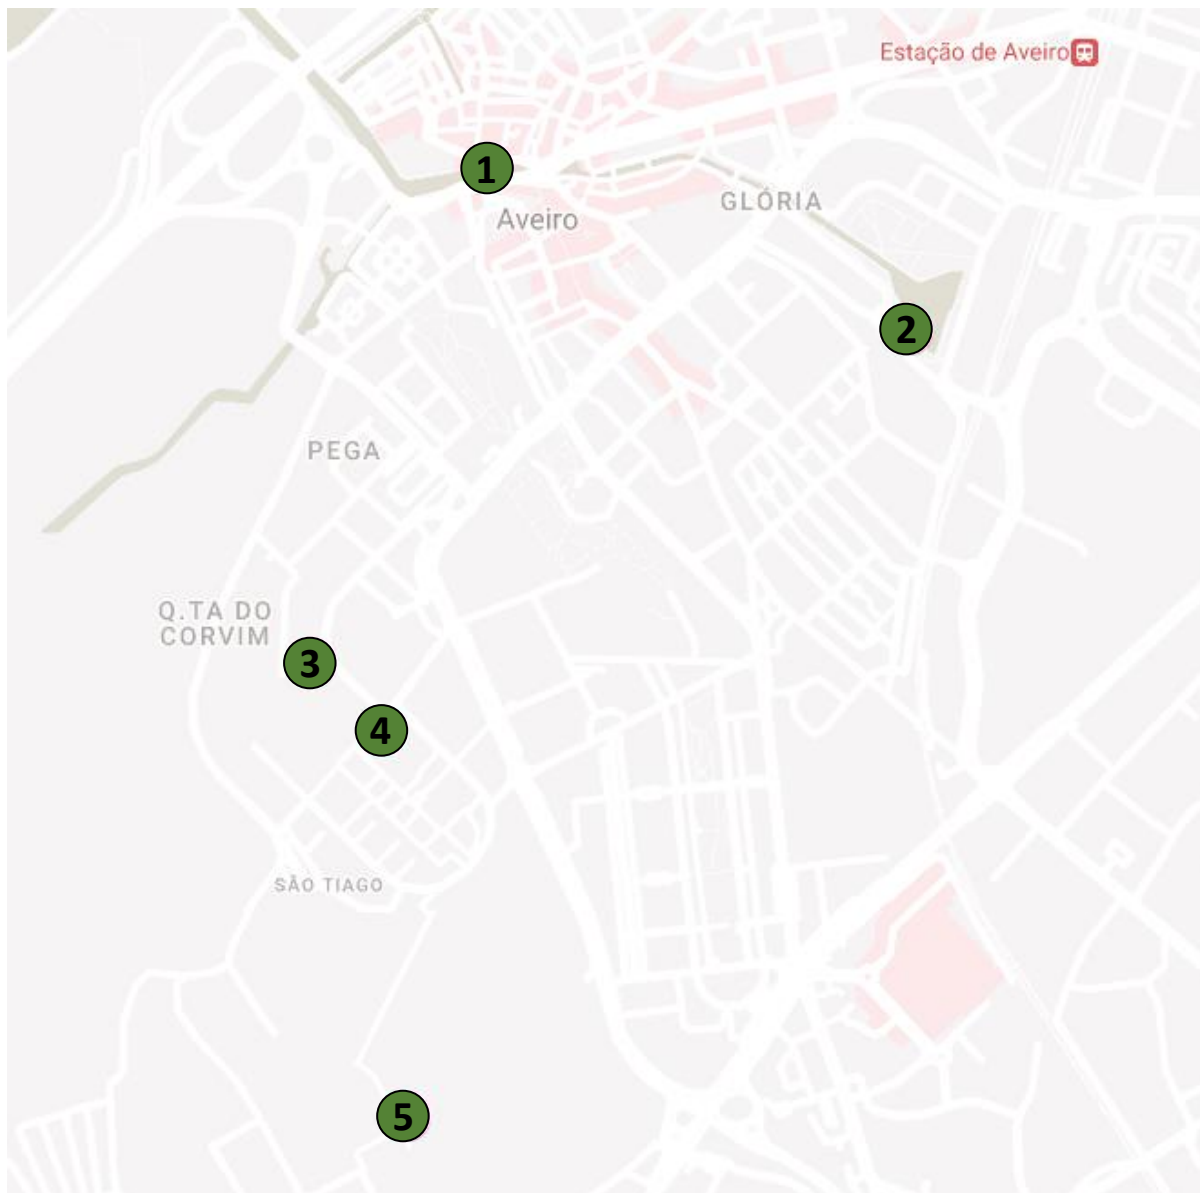 Estação de Aveiro
1
GLÓRIA
Aveiro
2
PEGA
Q.TA DO
CORVIM
3
4
SÃO TIAGO
5